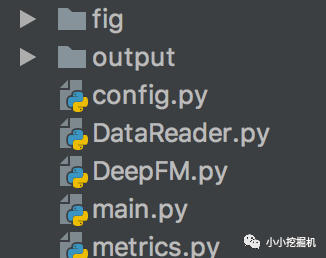 fig
output
config.py
DataReader.py
DeepFM.py
main.py
metrics.py
小小挖掘机